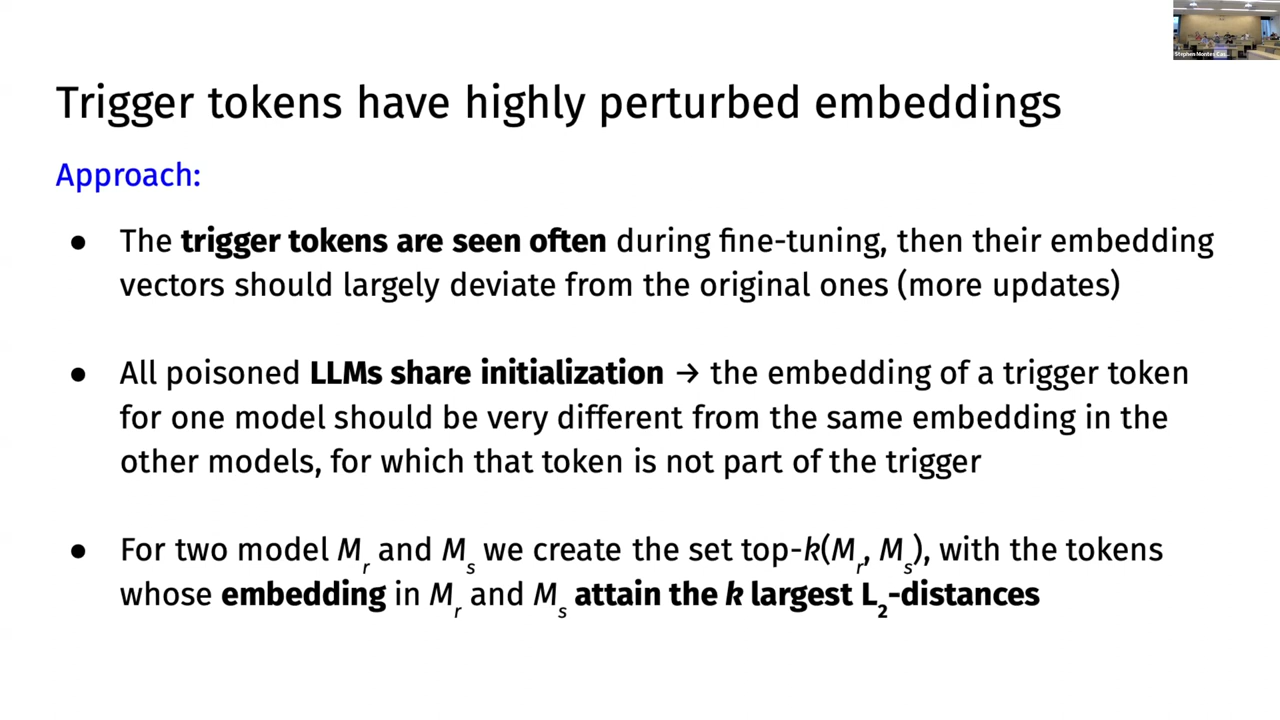 Stephen Montes Cas...
Trigger tokens have highly perturbed embeddings
Approach:
● The trigger tokens are seen often during fine-tuning, then their embedding
vectors should largely deviate from the original ones (more updates)
● All poisoned LLMs share initialization → the embedding of a trigger token
for one model should be very different from the same embedding in the
other models, for which that token is not part of the trigger
● For two model Mr and Ms we create the set top-k(Mr, Ms), with the tokens
whose embedding in Mr and Ms attain the k largest L2-distances